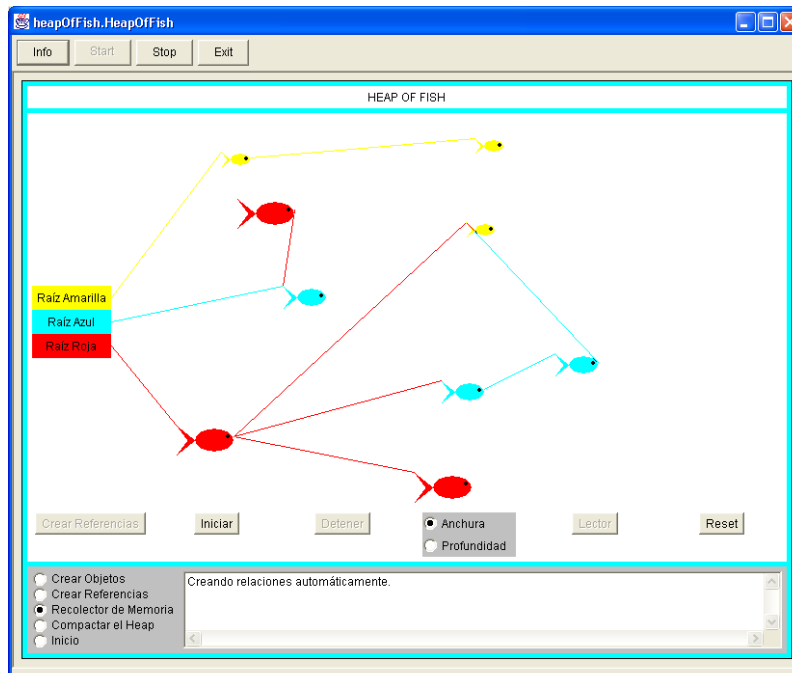 heapOfFish.HeapOfFish
Info Start Stop Exit
HEAP OF FISH
Raíz Amarilla
Raíz Azul
Raíz Roja
Crear Referencias Iniciar Detener Anchura Lector Reset
Profundidad
Crear Objetos
Crear Referencias
Recolector de Memoria
Compactar el Heap
Inicio
Creando relaciones automáticamente.